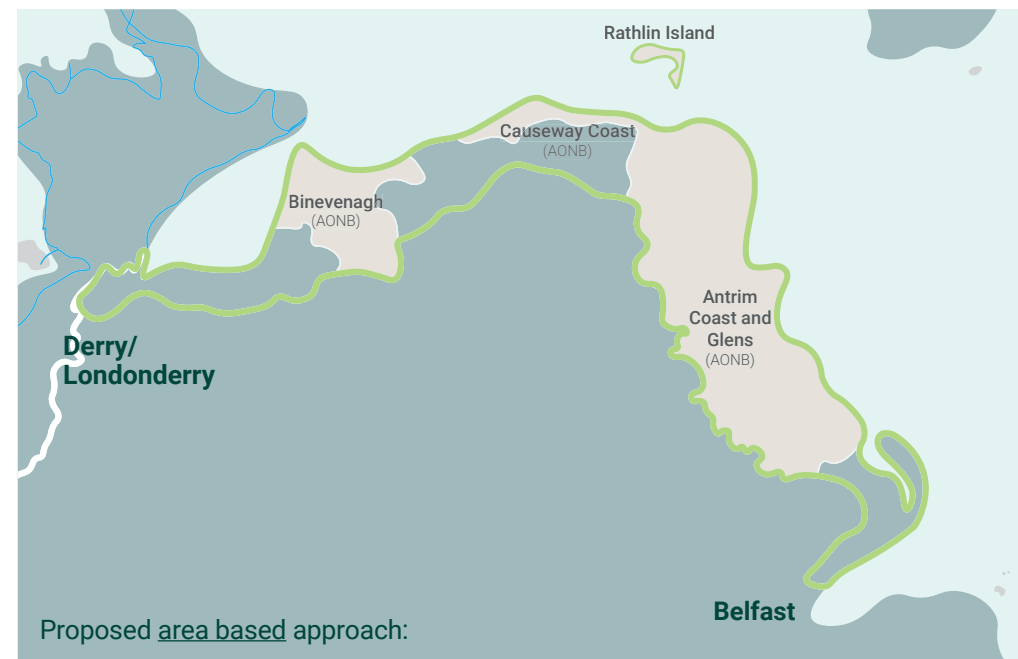 Rathlin Island
Causeway Coast
(AONB)
Binevenagh
(AONB)
Antrim
Coast and
Glens
(AONB)
Derry/
Londonderry
Belfast
Proposed area based approach: